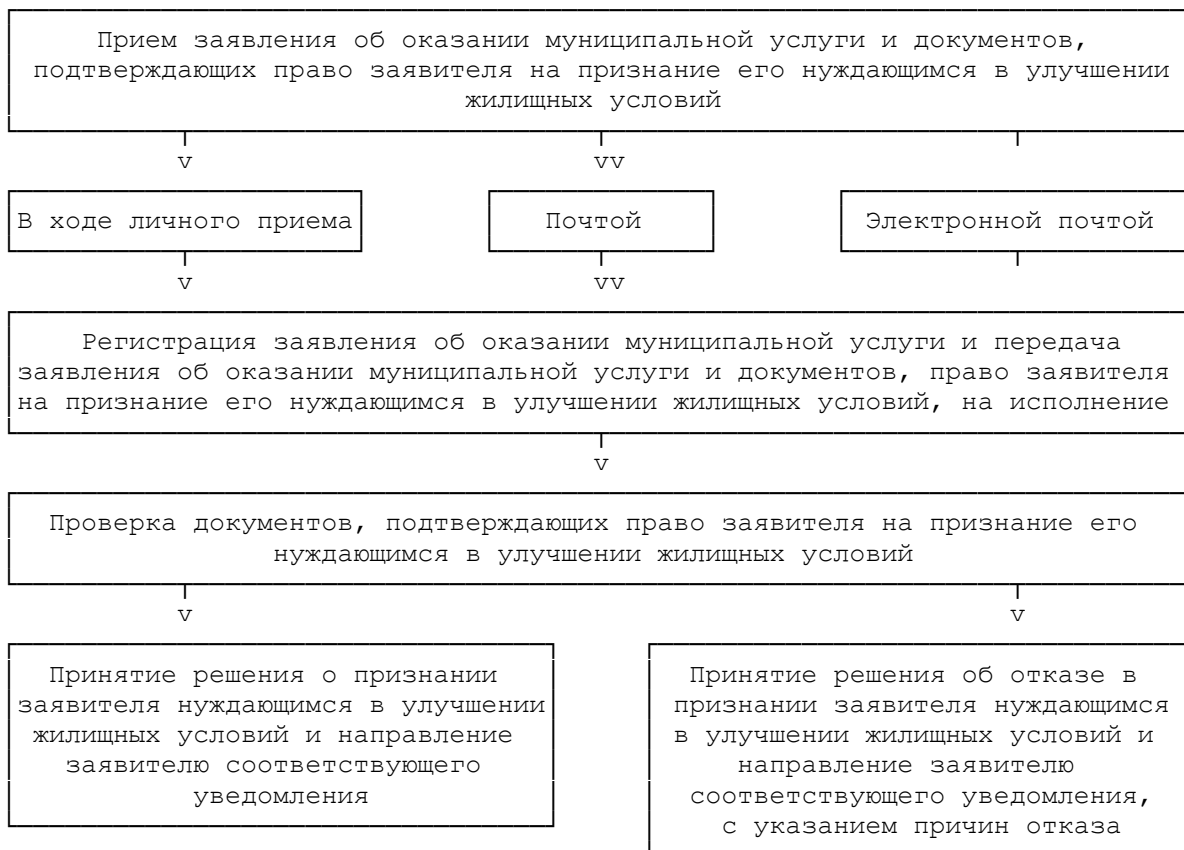 Прием заявления об оказании муниципальной услуги и документов,
подтверждающих право заявителя на признание его нуждающимся в улучшении
жилищных условий
v vv
В ходе личного приема Почтой Электронной почтой
v vv
Регистрация заявления об оказании муниципальной услуги и передача
заявления об оказании муниципальной услуги и документов, право заявителя
на признание его нуждающимся в улучшении жилищных условий, на исполнение
v
Проверка документов, подтверждающих право заявителя на признание его
нуждающимся в улучшении жилищных условий
v v
Принятие решения о признании
заявителя нуждающимся в улучшении
жилищных условий и направление
заявителю соответствующего
уведомления
Принятие решения об отказе в
признании заявителя нуждающимся
в улучшении жилищных условий и
направление заявителю
соответствующего уведомления,
с указанием причин отказа